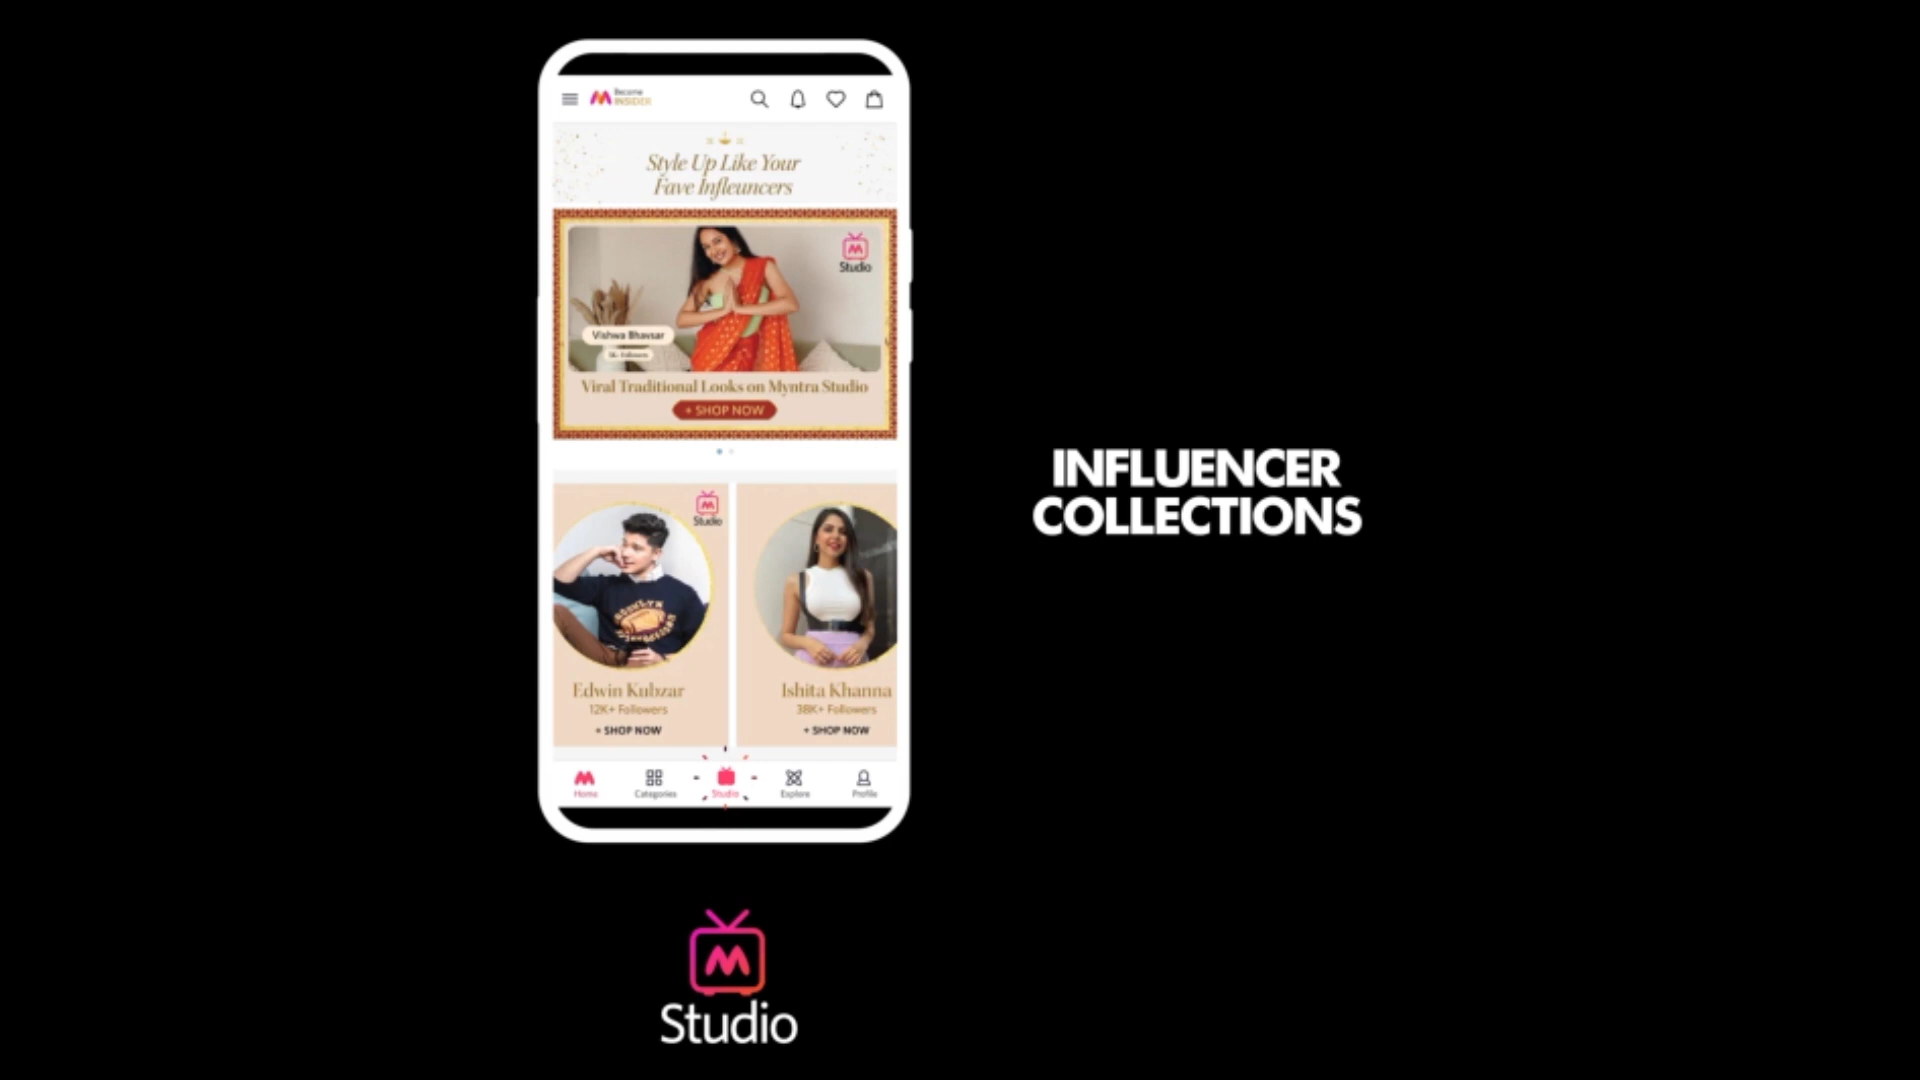 Become
INSIDER
Style Up Like Your
Fave Infleuncers
Studio
Vishwa Bhavsar
Followers
Viral Traditional Looks on Myntra Studio
+ SHOP NOW
Studio
Edwin Kubzar
12K+ Followers
+ SHOP NOW
Ishita Khanna
38K+ Followers
+ SHOP NOW
Home
Categories
Studio
Explore
Profile
INFLUENCER
COLLECTIONS
Studio